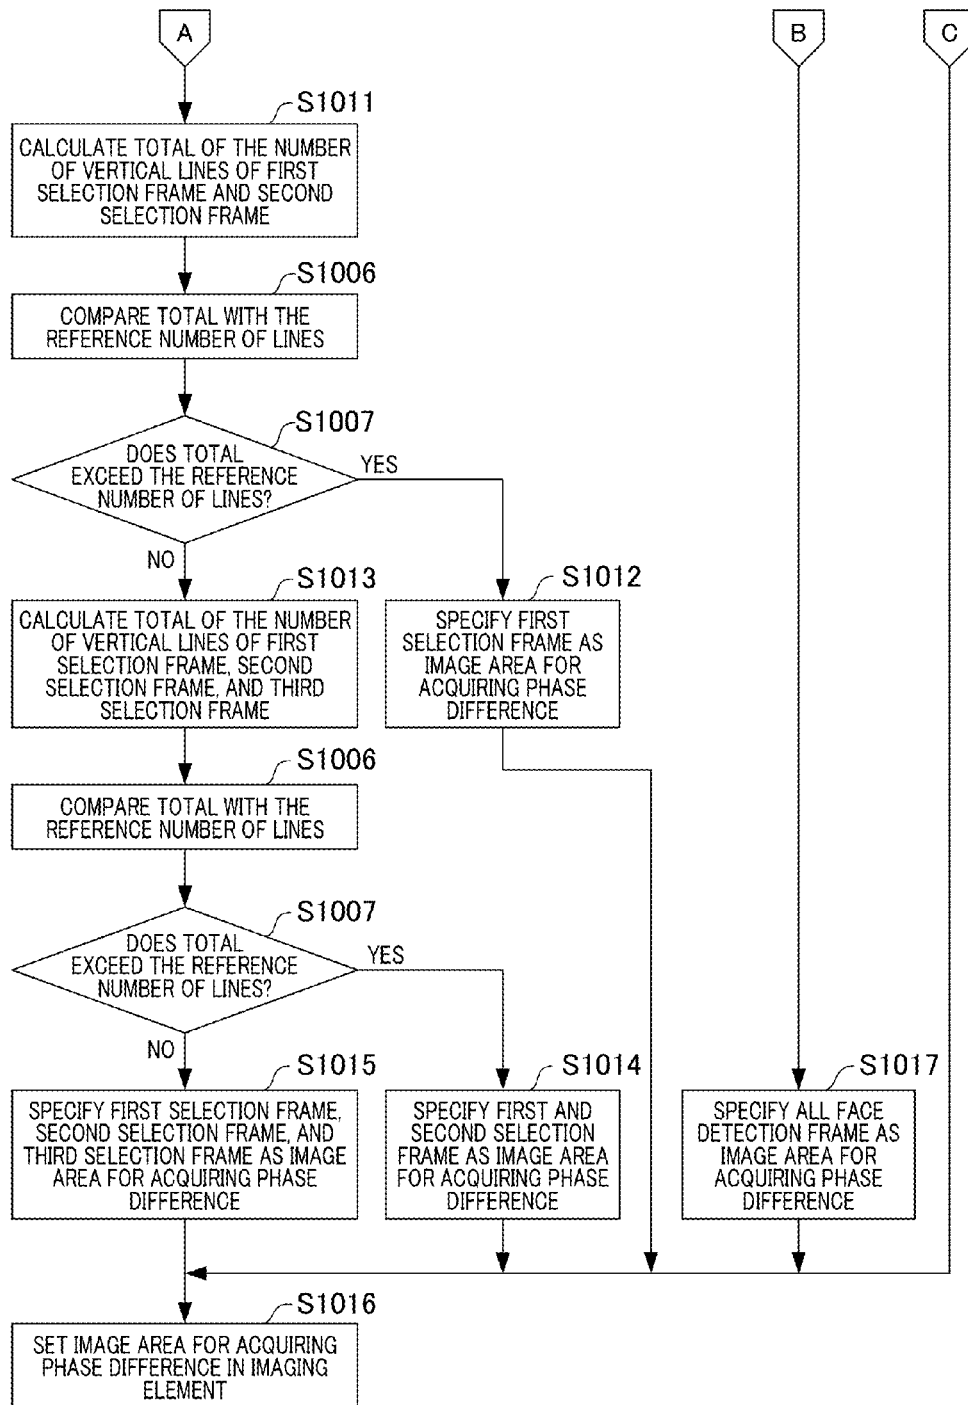 A
B
C
S1011
CALCULATE TOTAL OF THE NUMBER
OF VERTICAL LINES OF FIRST
SELECTION FRAME AND SECOND
SELECTION FRAME
S1006
COMPARE TOTAL WITH THE
REFERENCE NUMBER OF LINES
S1007
DOES TOTAL
EXCEED THE REFERENCE
NUMBER OF LINES?
YES
NO
S1013
CALCULATE TOTAL OF THE NUMBER
OF VERTICAL LINES OF FIRST
SELECTION FRAME, SECOND
SELECTION FRAME, AND THIRD
SELECTION FRAME
S1012
SPECIFY FIRST
SELECTION FRAME AS
IMAGE AREA FOR
ACQUIRING PHASE
DIFFERENCE
S1006
COMPARE TOTAL WITH THE
REFERENCE NUMBER OF LINES
S1007
DOES TOTAL
EXCEED THE REFERENCE
NUMBER OF LINES?
YES
NO
S1015
SPECIFY FIRST SELECTION FRAME,
SECOND SELECTION FRAME, AND
THIRD SELECTION FRAME AS IMAGE
AREA FOR ACQUIRING PHASE
DIFFERENCE
S1014
SPECIFY FIRST AND
SECOND SELECTION
FRAME AS IMAGE AREA
FOR ACQUIRING PHASE
DIFFERENCE
S1017
SPECIFY ALL FACE
DETECTION FRAME AS
IMAGE AREA FOR
ACQUIRING PHASE
DIFFERENCE
S1016
SET IMAGE AREA FOR ACQUIRING
PHASE DIFFERENCE IN IMAGING
ELEMENT